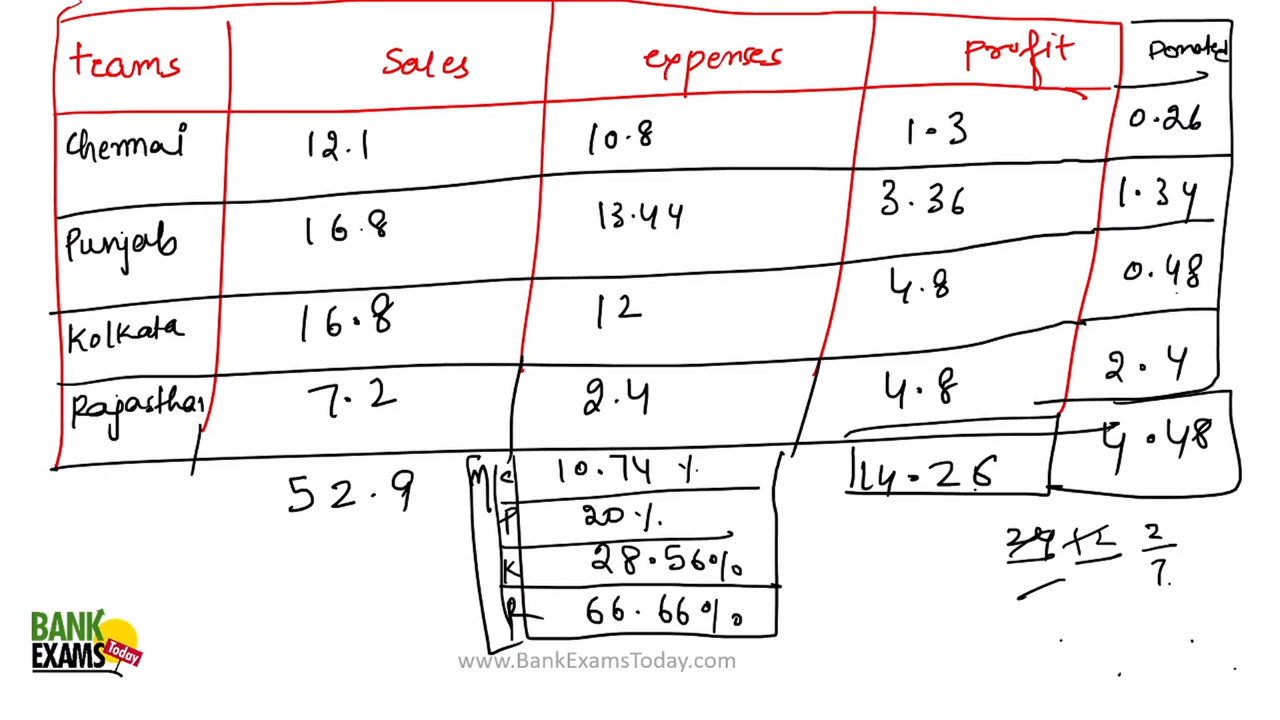 teams Sales expenses profit Donated
Chennai 12.1 10.8 1.3 0.26
Punjab 16.8 13.44 3.36 1.34
Kolkata 16.8 12 4.8 0.48
Rajasthan 7.2 2.4 4.8 2.4
52.9 14.26 4.48
M/C 10.74 %
P 20 %
K 28.56%
R 66.66%
2/7
BANK
EXAMS Today
www.BankExamsToday.com